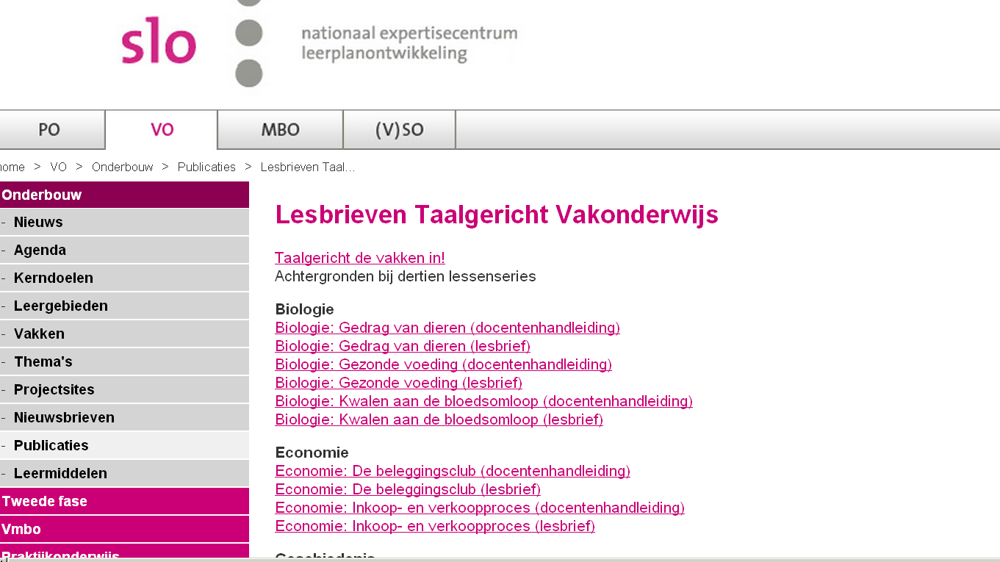 slo
nationaal expertisecentrum
leerplanontwikkeling
PO
VO
MBO
(V)SO
home > VO > Onderbouw > Publicaties > Lesbrieven Taal...
Onderbouw
- Nieuws
- Agenda
- Kerndoelen
- Leergebieden
- Vakken
- Thema's
- Projectsites
- Nieuwsbrieven
- Publicaties
- Leermiddelen
Tweede fase
Vmbo
Praktijkonderwijs
Lesbrieven Taalgericht Vakonderwijs
Taalgericht de vakken in!
Achtergronden bij dertien lessenseries
Biologie
Biologie: Gedrag van dieren (docentenhandleiding)
Biologie: Gedrag van dieren (lesbrief)
Biologie: Gezonde voeding (docentenhandleiding)
Biologie: Gezonde voeding (lesbrief)
Biologie: Kwalen aan de bloedsomloop (docentenhandleiding)
Biologie: Kwalen aan de bloedsomloop (lesbrief)
Economie
Economie: De beleggingsclub (docentenhandleiding)
Economie: De beleggingsclub (lesbrief)
Economie: Inkoop- en verkoopproces (docentenhandleiding)
Economie: Inkoop- en verkoopproces (lesbrief)
Geschiedenis